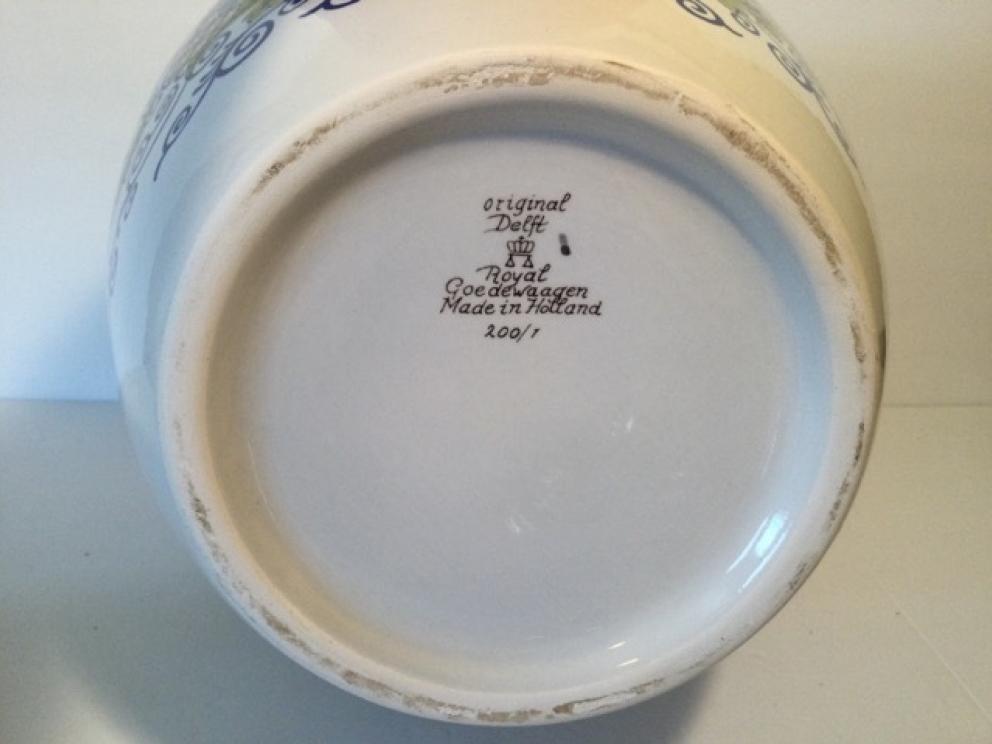 original
Delft
Royal
Goedewaagen
Made in Holland
200/1